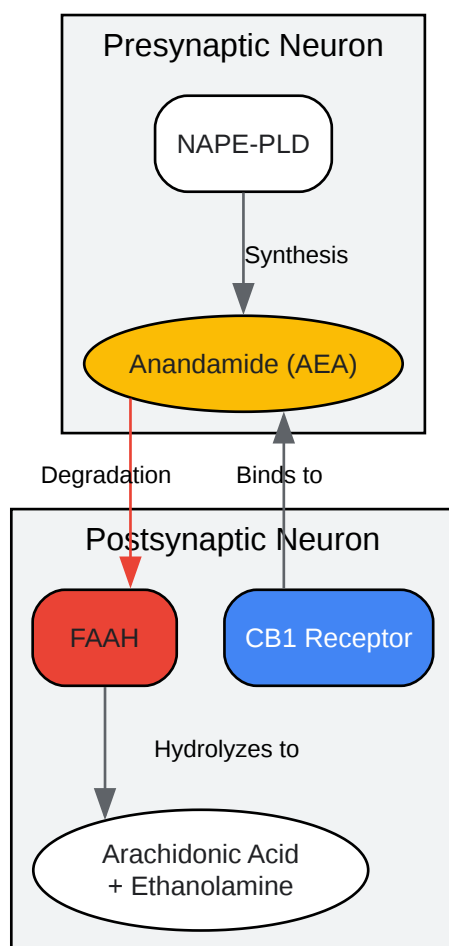 Presynaptic Neuron
NAPE-PLD
Synthesis
Anandamide (AEA)
Degradation
Binds to
Postsynaptic Neuron
FAAH
CB1 Receptor
Hydrolyzes to
Arachidonic Acid
+ Ethanolamine